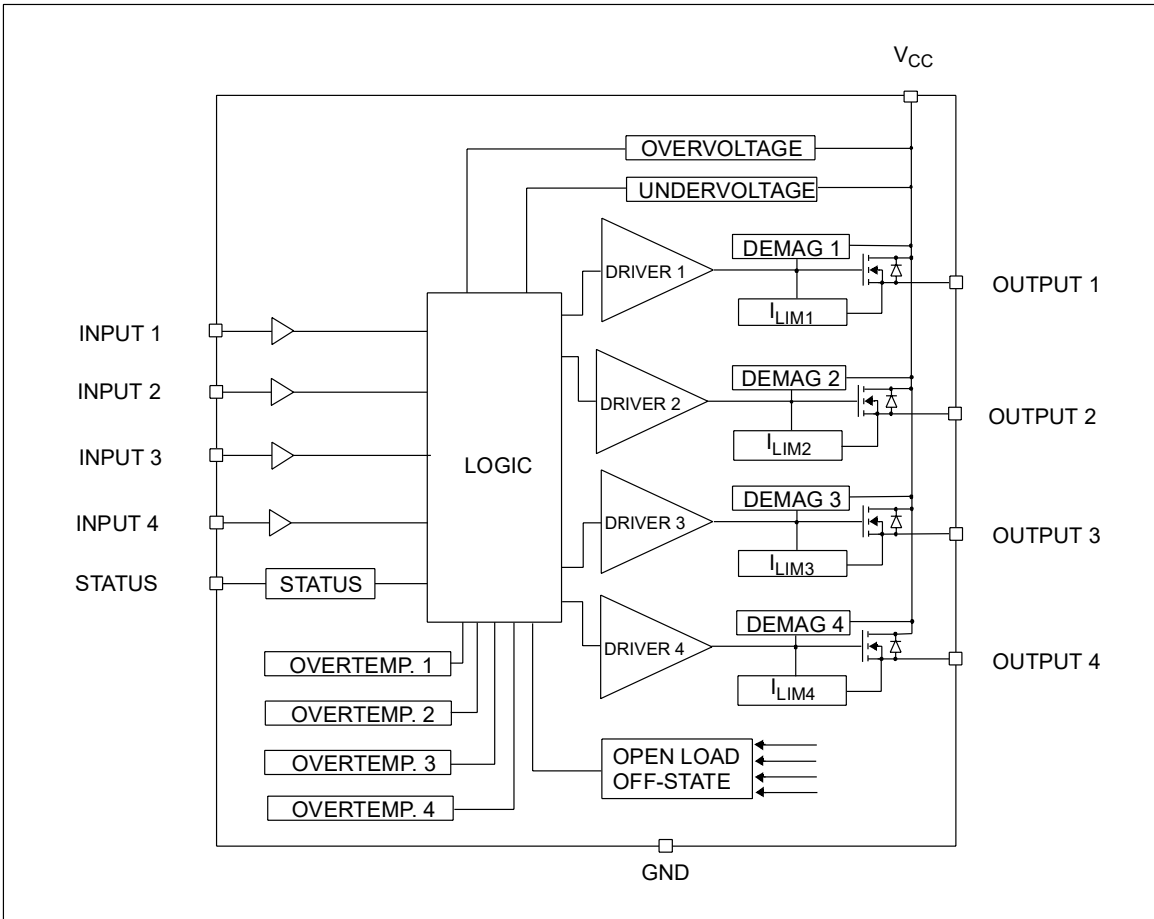 VCC
OVERVOLTAGE
UNDERVOLTAGE
DRIVER 1
DEMAG 1
ILIM1
OUTPUT 1
INPUT 1
INPUT 2
INPUT 3
INPUT 4
STATUS
STATUS
LOGIC
DRIVER 2
DEMAG 2
ILIM2
OUTPUT 2
DRIVER 3
DEMAG 3
ILIM3
OUTPUT 3
DRIVER 4
DEMAG 4
ILIM4
OUTPUT 4
OVERTEMP. 1
OVERTEMP. 2
OVERTEMP. 3
OVERTEMP. 4
OPEN LOAD
OFF-STATE
GND